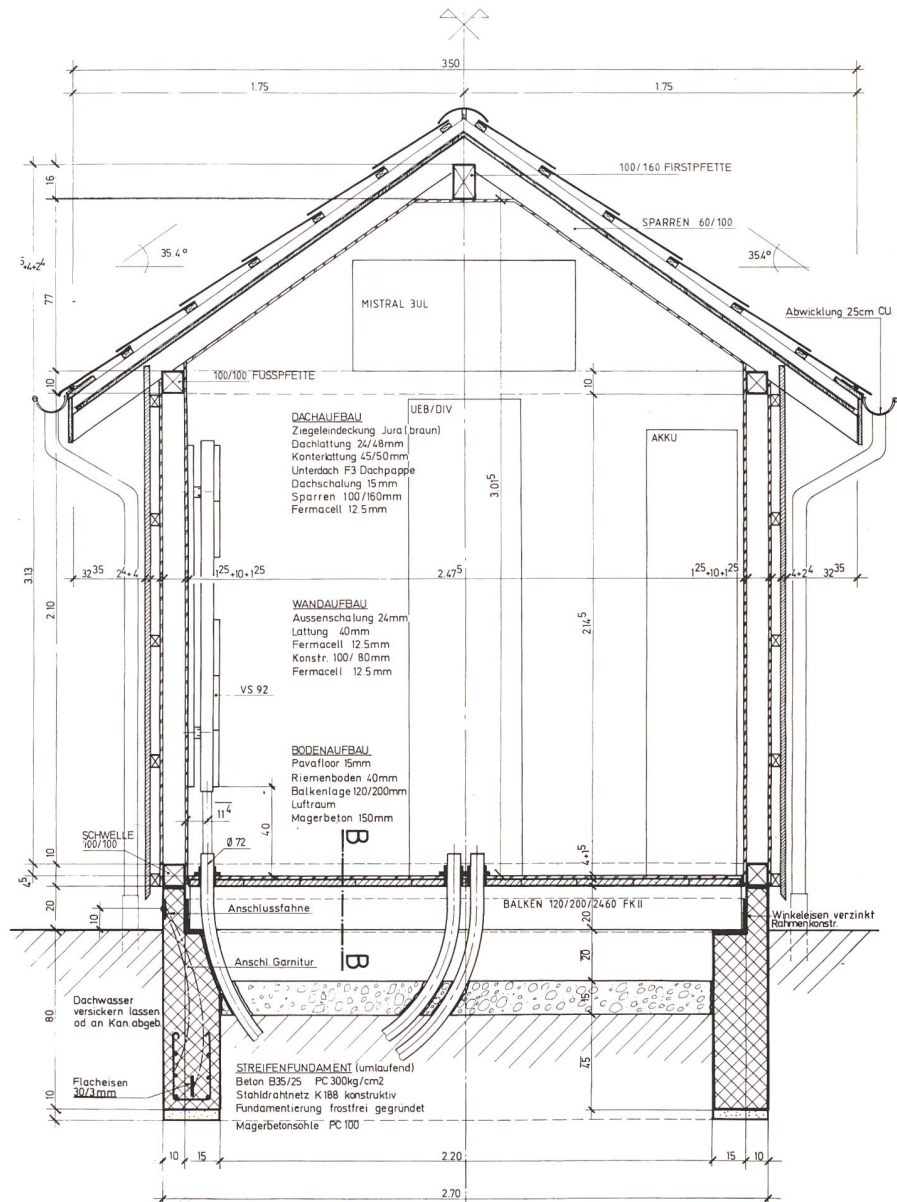 350
1.75
1.75
16
100/160 FIRSTPFETTE
SPARREN 60/100
35.4°
35.4°
77
MISTRAL 3UL
Abwicklung 25cm CU.
10
100/100 FUSSPFETTE
10
UEB/DIV
AKKU
DACHAUFBAU
Ziegeleindeckung Jura (braun)
Dachlattung 24/48mm
Konterlattung 45/50mm
Unterdach F3 Dachpappe
Dachschalung 15mm
Sparren 100/160mm
Fermacell 12.5mm
3.01⁵
3.13
2.10
32³⁵
2⁴+4
1²⁵+10+1²⁵
2.47⁵
1²⁵+10+1²⁵
4+2⁴
32³⁵
WANDAUFBAU
Aussenschalung 24mm
Lattung 40mm
Fermacell 12.5mm
Konstr. 100/80mm
Fermacell 12.5mm
2.14⁵
VS 92
BODENAUFBAU
Pavafloor 15mm
Riemenboden 40mm
Balkenlage 120/200mm
Luftraum
Magerbeton 150mm
11⁴
40
SCHWELLE
100/100
Ø 72
B
10
4⁵
4+1⁵
20
10
Anschlussfahne
BALKEN 120/200/2460 FKII
20
Winkeleisen verzinkt
Rahmenkonstr.
Anschl. Garnitur
B
20
15
Dachwasser
versickern lassen
od an Kan. abgeb.
80
45
Flacheisen
30/3mm
STREIFENFUNDAMENT (umlaufend)
Beton B35/25 PC 300kg/cm2
Stahldrahtnetz K188 konstruktiv
Fundamentierung frostfrei gegründet
Magerbetonsohle PC 100
10
10
15
2.20
15
10
2.70